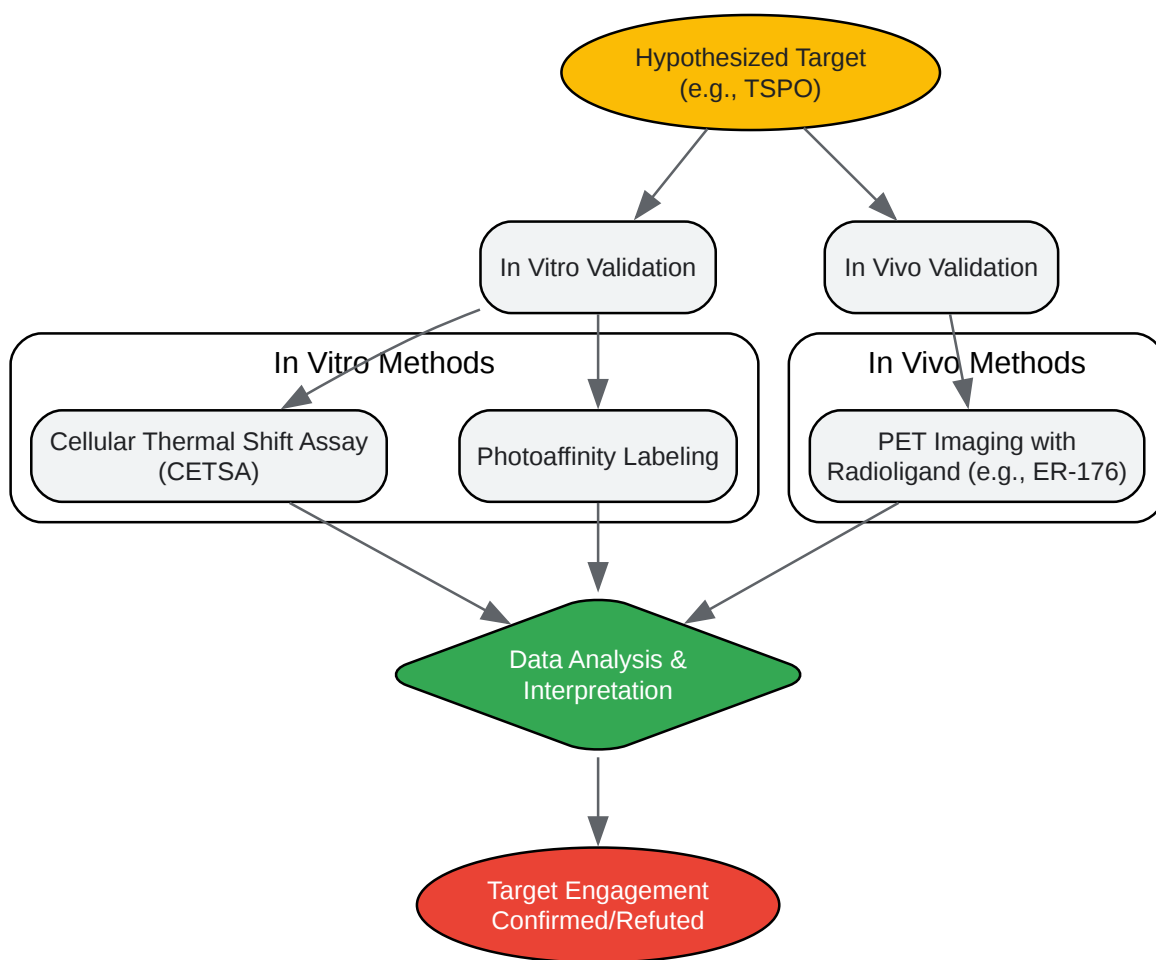 Hypothesized Target
(e.g., TSPO)
In Vitro Validation
In Vivo Validation
In Vitro Methods
In Vivo Methods
Cellular Thermal Shift Assay
(CETSA)
Photoaffinity Labeling
PET Imaging with
Radioligand (e.g., ER-176)
Data Analysis &
Interpretation
Target Engagement
Confirmed/Refuted